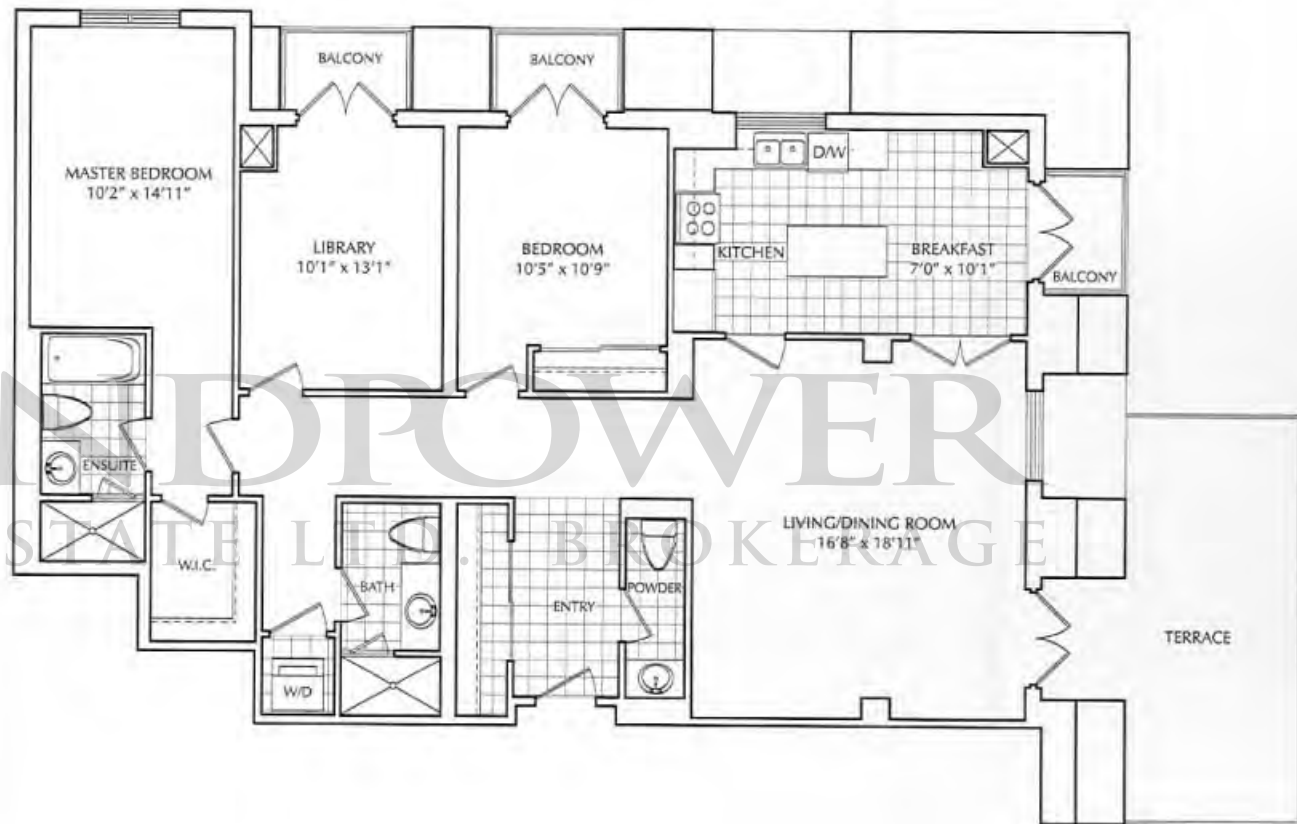 BALCONY
BALCONY
MASTER BEDROOM
10'2" x 14'11"
D/W
LIBRARY
10'1" x 13'1"
BEDROOM
10'5" x 10'9"
KITCHEN
BREAKFAST
7'0" x 10'1"
BALCONY
NDPOWER
ENSUITE
LIVING/DINING ROOM
16'8" x 18'11"
STATE LTD. BROKERAGE
W.I.C.
BATH
POWDER
ENTRY
TERRACE
W/D